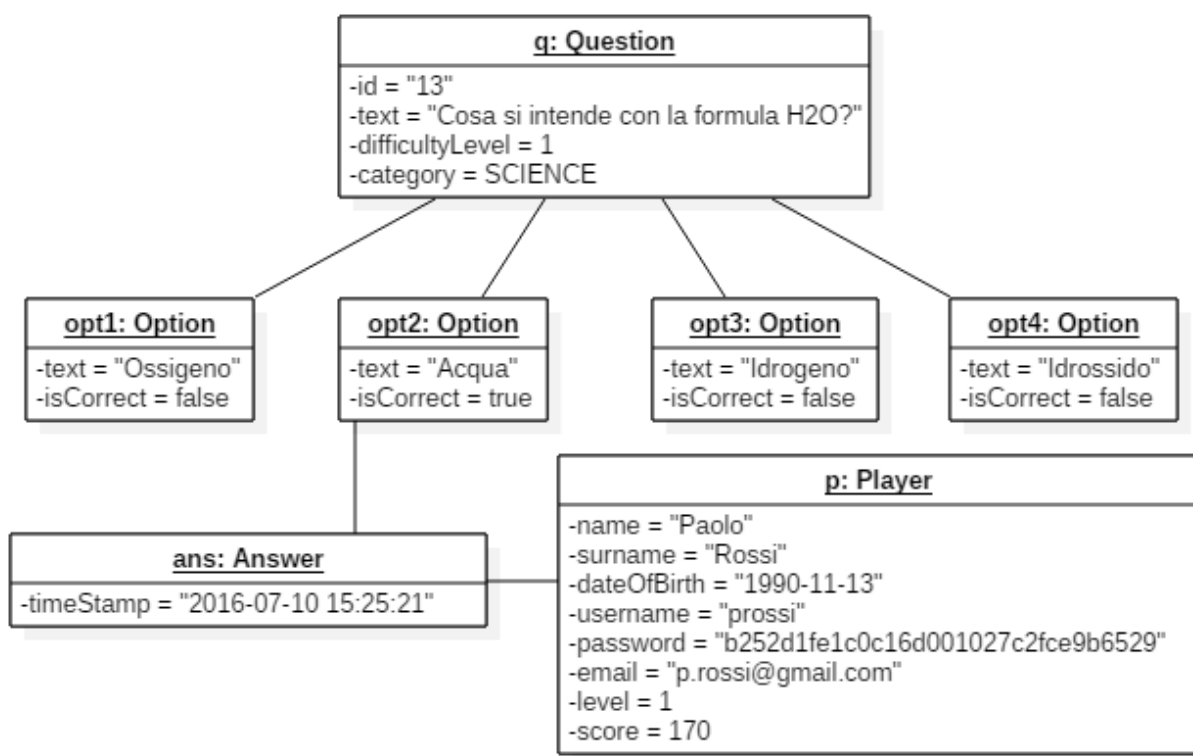 q: Question
-id = "13"
-text = "Cosa si intende con la formula H2O?"
-difficultyLevel = 1
-category = SCIENCE
opt1: Option
-text = "Ossigeno"
-isCorrect = false
opt2: Option
-text = "Acqua"
-isCorrect = true
opt3: Option
-text = "Idrogeno"
-isCorrect = false
opt4: Option
-text = "Idrossido"
-isCorrect = false
ans: Answer
-timeStamp = "2016-07-10 15:25:21"
p: Player
-name = "Paolo"
-surname = "Rossi"
-dateOfBirth = "1990-11-13"
-username = "prossi"
-password = "b252d1fe1c0c16d001027c2fce9b6529"
-email = "p.rossi@gmail.com"
-level = 1
-score = 170